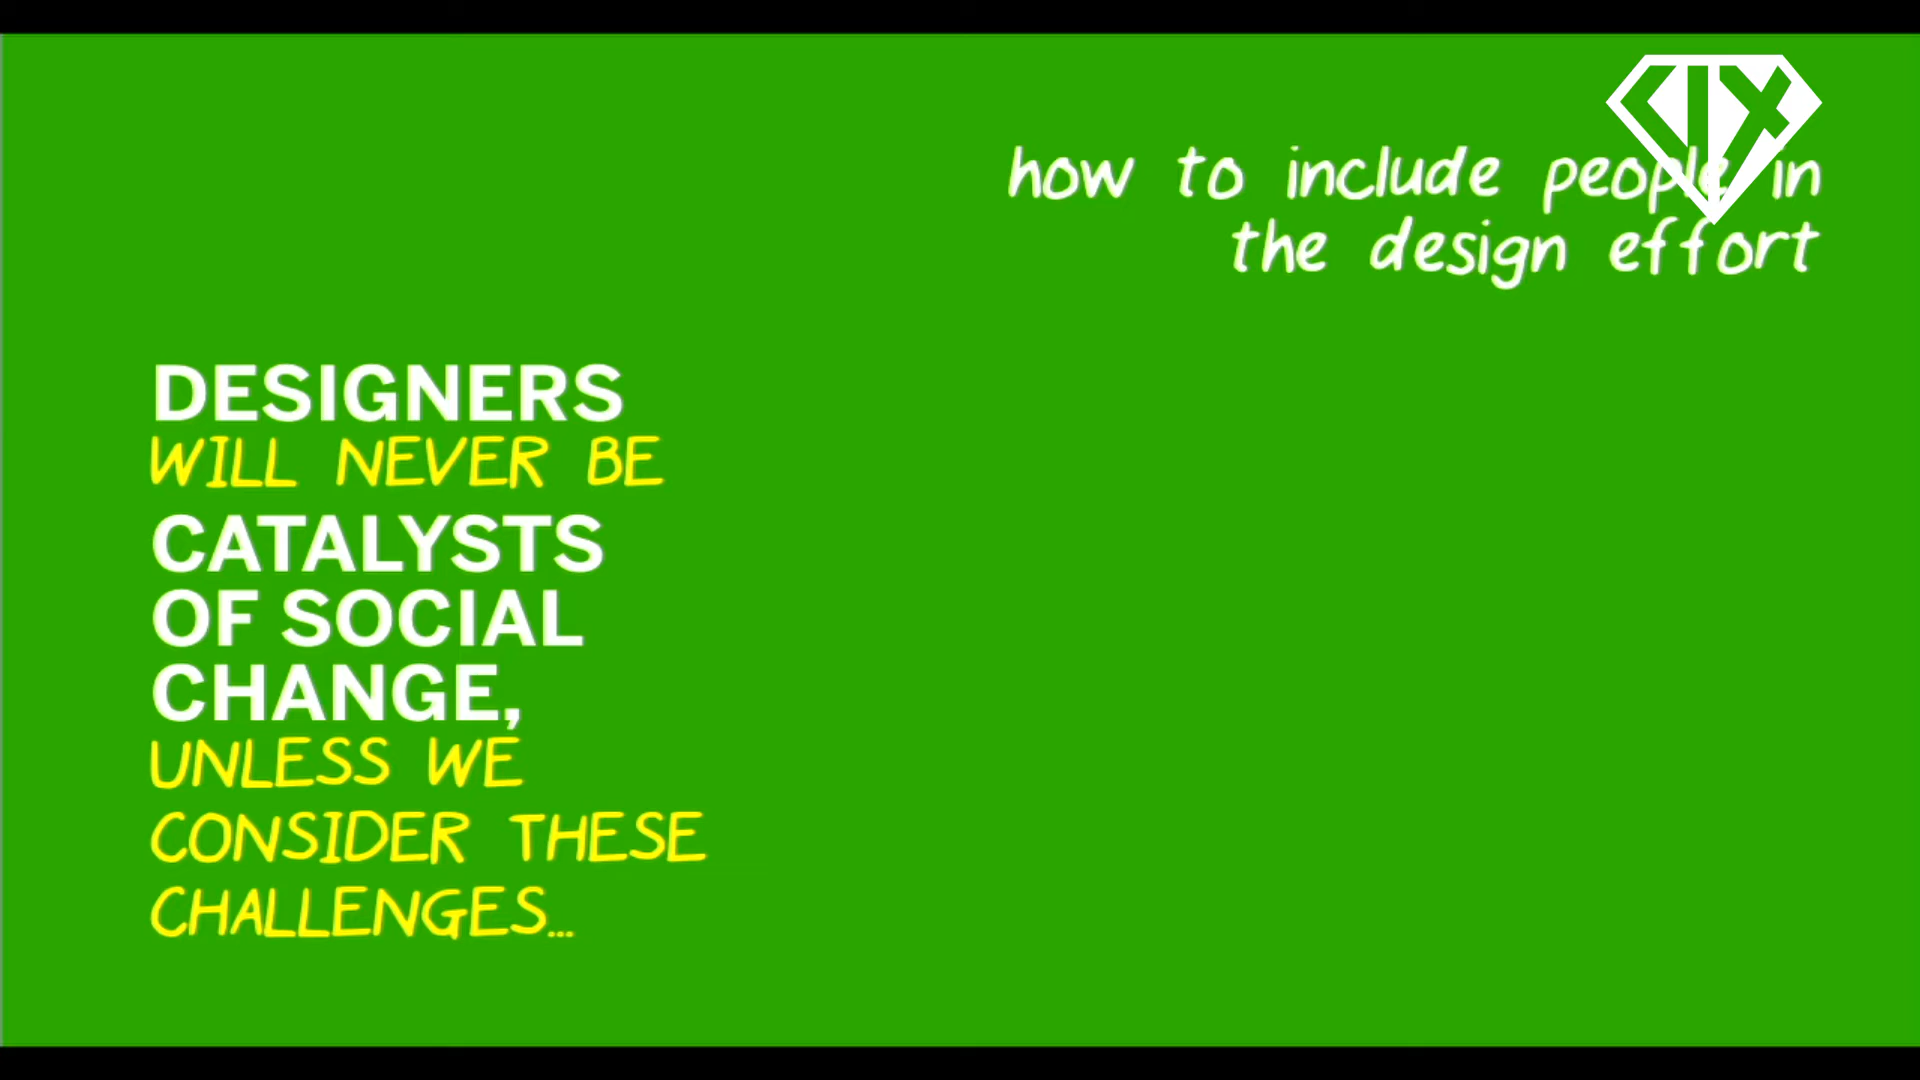 how to include people in
the design effort
DESIGNERS
WILL NEVER BE
CATALYSTS
OF SOCIAL
CHANGE,
UNLESS WE
CONSIDER THESE
CHALLENGES...